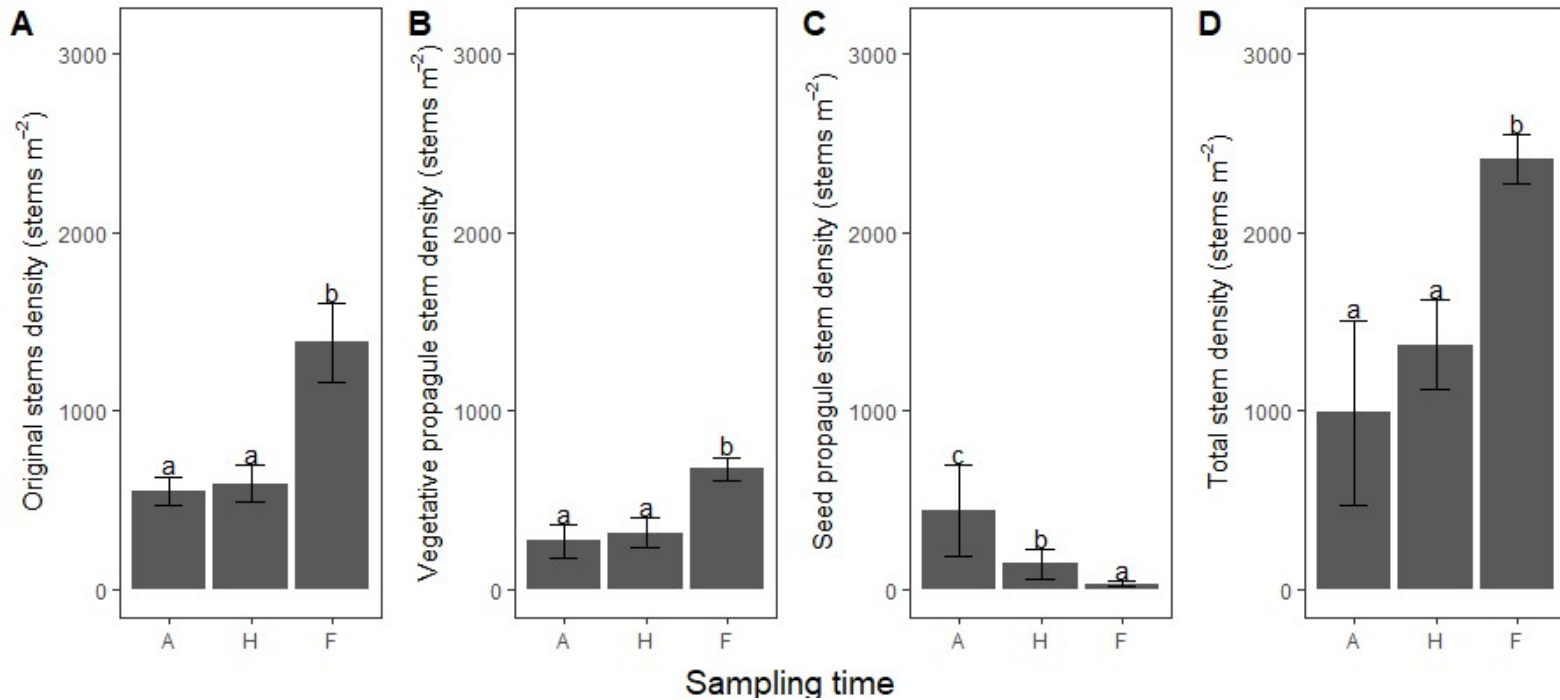 A
Original stems density (stems m⁻²)
3000
2000
1000
0
a
a
b
A H F
B
Vegetative propagule stem density (stems m⁻²)
3000
2000
1000
0
a
a
b
A H F
C
Seed propagule stem density (stems m⁻²)
3000
2000
1000
0
c
b
a
A H F
D
Total stem density (stems m⁻²)
3000
2000
1000
0
a
a
b
A H F
Sampling time